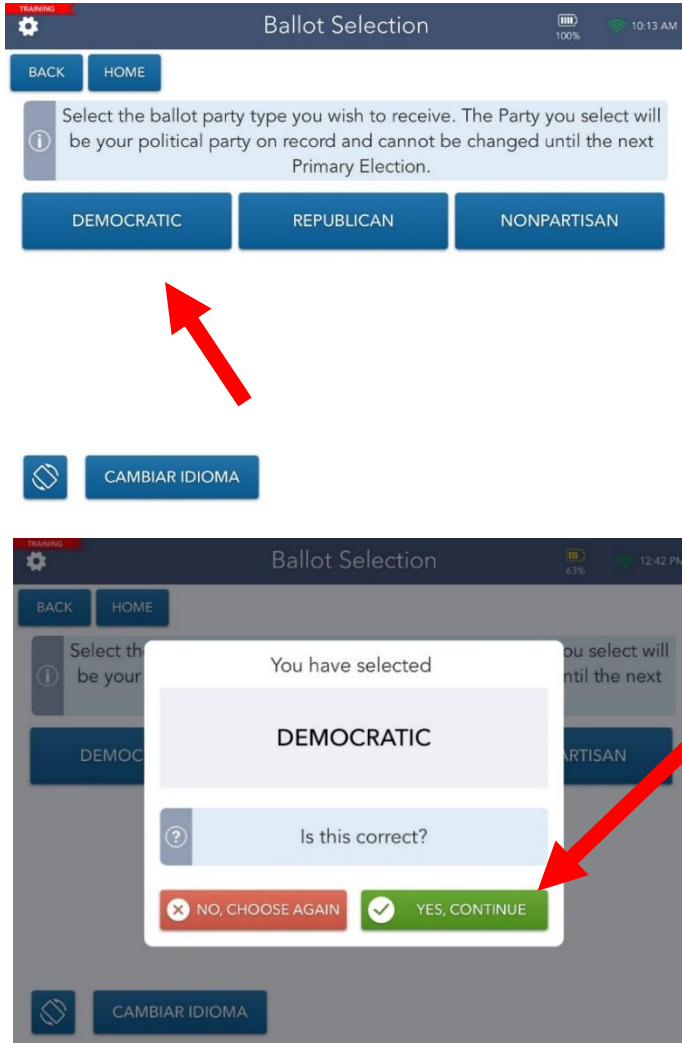 TRAINING
Ballot Selection
100%
10:13 AM
BACK
HOME
Select the ballot party type you wish to receive. The Party you select will
be your political party on record and cannot be changed until the next
Primary Election.
DEMOCRATIC
REPUBLICAN
NONPARTISAN
CAMBIAR IDIOMA
TRAINING
Ballot Selection
63%
12:42 PM
BACK
HOME
Select th
ou select will
be your
ntil the next
You have selected
DEMOCRATIC
DEMOC
ARTISAN
Is this correct?
NO, CHOOSE AGAIN
YES, CONTINUE
CAMBIAR IDIOMA